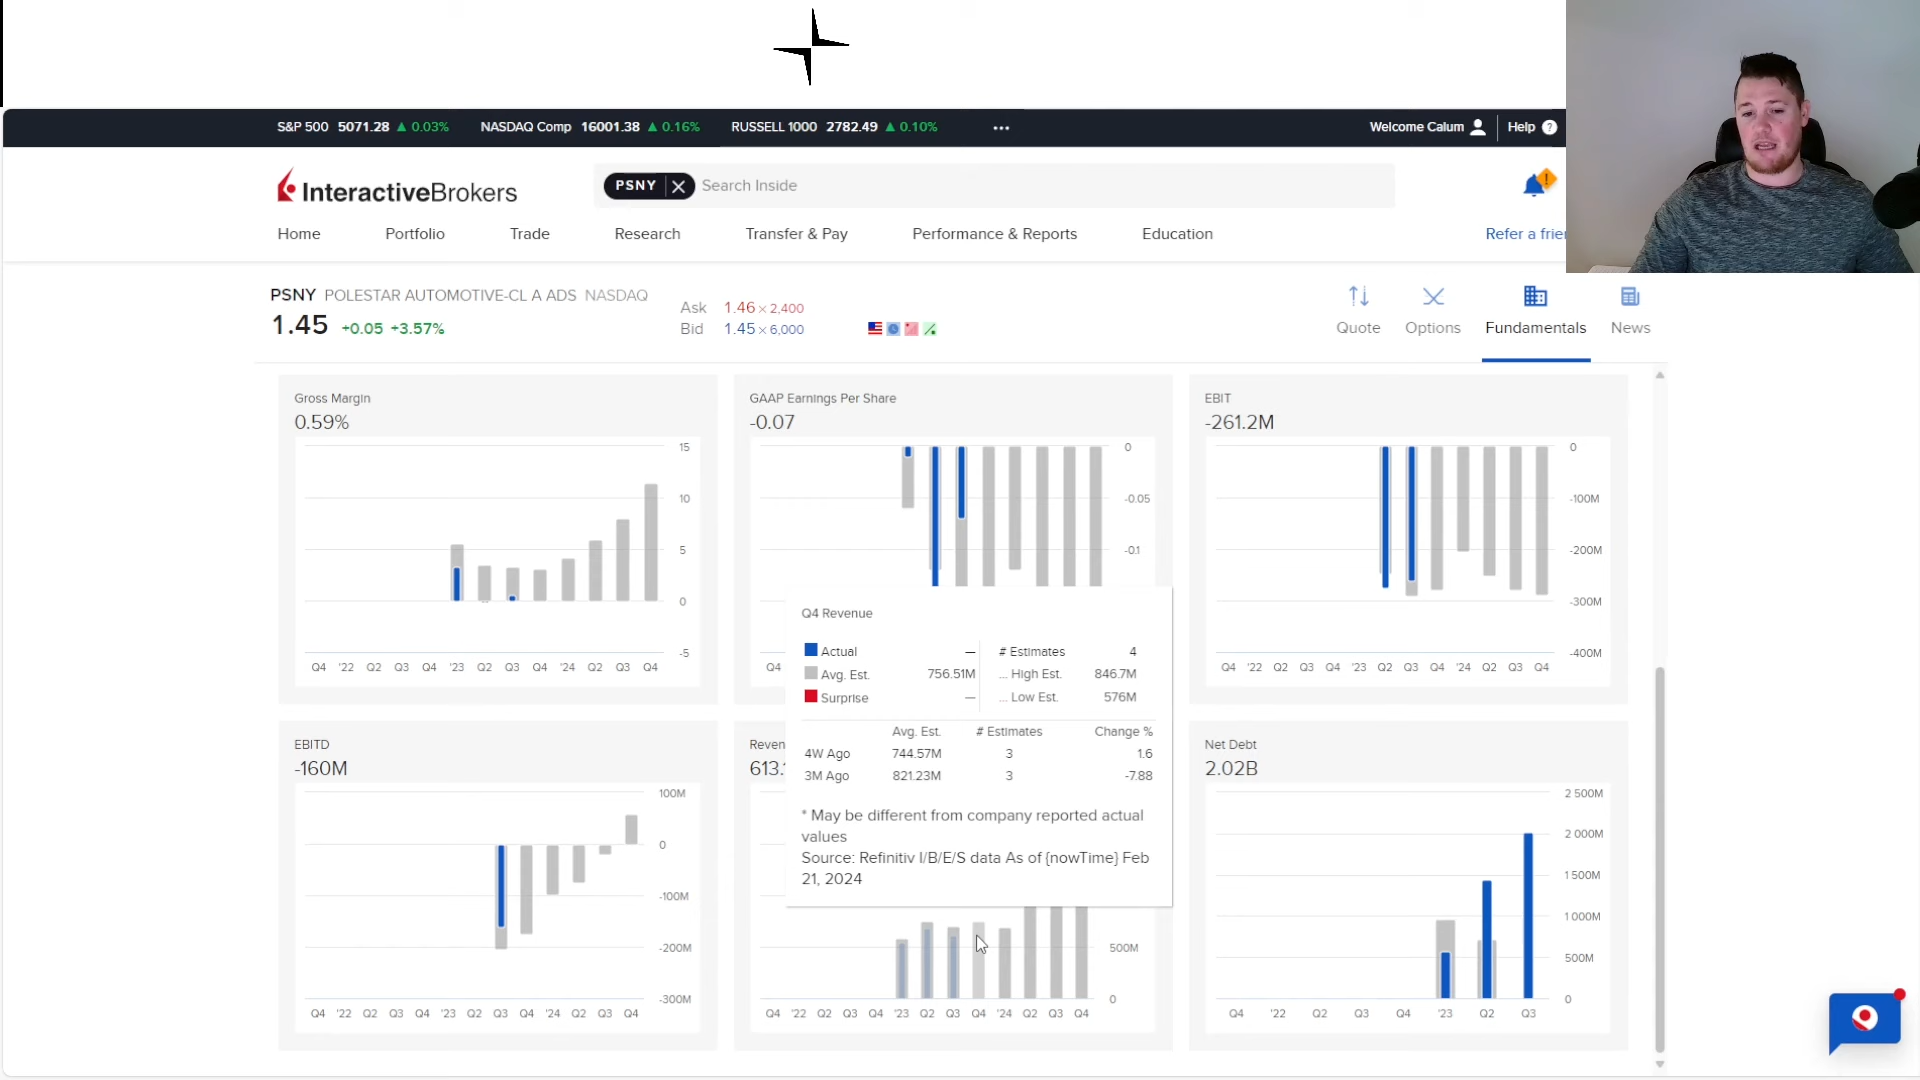 S&P 500 5071.28 ▲ 0.03% NASDAQ Comp 16001.38 ▲ 0.16% RUSSELL 1000 2782.49 ▲ 0.10% ••• Welcome Calum Help ?
InteractiveBrokers PSNY Search Inside
Home Portfolio Trade Research Transfer & Pay Performance & Reports Education Refer a frien
PSNY POLESTAR AUTOMOTIVE-CL A ADS NASDAQ
1.45 +0.05 +3.57%
Ask 1.46 × 2,400
Bid 1.45 × 6,000
Quote Options Fundamentals News
Gross Margin
0.59%
15
10
5
0
-5
Q4 '22 Q2 Q3 Q4 '23 Q2 Q3 Q4 '24 Q2 Q3 Q4
GAAP Earnings Per Share
-0.07
0
-0.05
-0.1
Q4
EBIT
-261.2M
0
-100M
-200M
-300M
-400M
Q4 '22 Q2 Q3 Q4 '23 Q2 Q3 Q4 '24 Q2 Q3 Q4
Q4 Revenue
Actual — # Estimates 4
Avg. Est. 756.51M ... High Est. 846.7M
Surprise — ... Low Est. 576M
Avg. Est. # Estimates Change %
4W Ago 744.57M 3 1.6
3M Ago 821.23M 3 -7.88
* May be different from company reported actual
values
Source: Refinitiv I/B/E/S data As of {nowTime} Feb
21, 2024
EBITD
-160M
100M
0
-100M
-200M
-300M
Q4 '22 Q2 Q3 Q4 '23 Q2 Q3 Q4 '24 Q2 Q3 Q4
Reven
613.
500M
0
Q4 '22 Q2 Q3 Q4 '23 Q2 Q3 Q4 '24 Q2 Q3 Q4
Net Debt
2.02B
2 500M
2 000M
1 500M
1 000M
500M
0
Q4 '22 Q2 Q3 Q4 '23 Q2 Q3